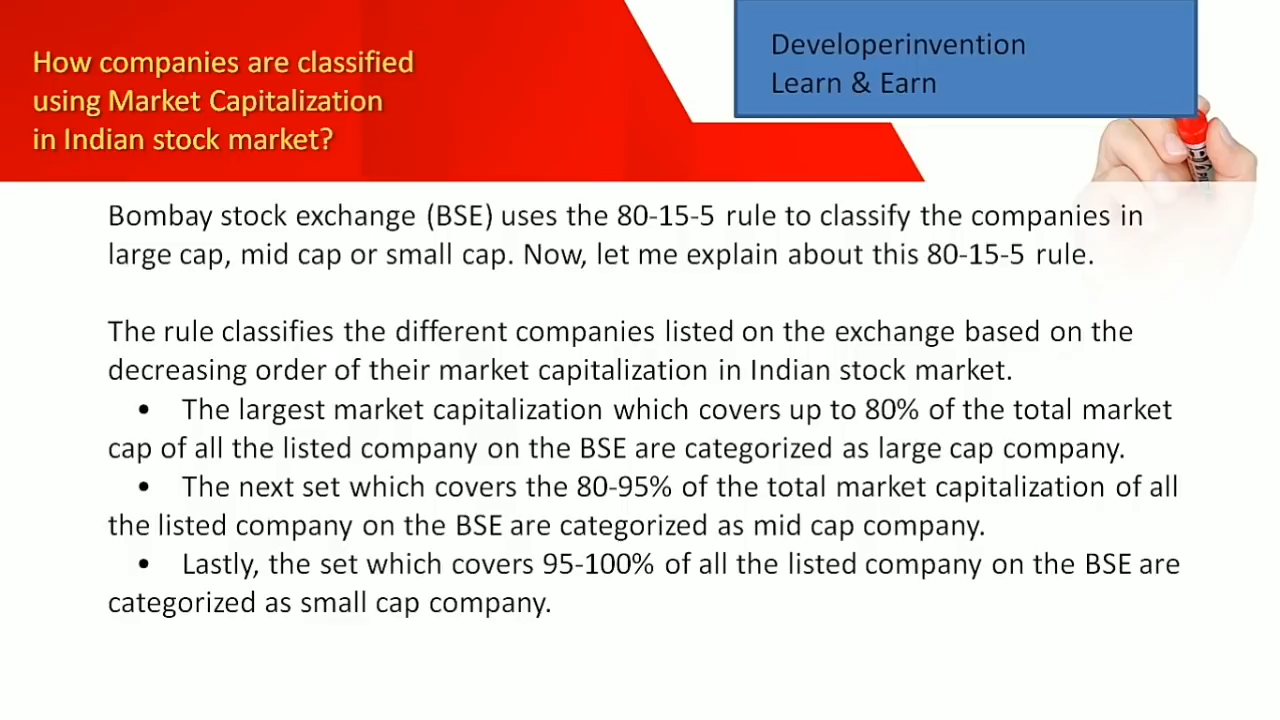 How companies are classified
using Market Capitalization
in Indian stock market?
Developerinvention
Learn & Earn
Bombay stock exchange (BSE) uses the 80-15-5 rule to classify the companies in
large cap, mid cap or small cap. Now, let me explain about this 80-15-5 rule.
The rule classifies the different companies listed on the exchange based on the
decreasing order of their market capitalization in Indian stock market.
• The largest market capitalization which covers up to 80% of the total market
cap of all the listed company on the BSE are categorized as large cap company.
• The next set which covers the 80-95% of the total market capitalization of all
the listed company on the BSE are categorized as mid cap company.
• Lastly, the set which covers 95-100% of all the listed company on the BSE are
categorized as small cap company.